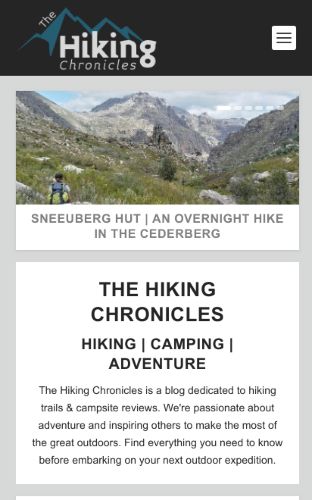 The
Hiking
Chronicles
SNEEUBERG HUT | AN OVERNIGHT HIKE
IN THE CEDERBERG
THE HIKING
CHRONICLES
HIKING | CAMPING |
ADVENTURE
The Hiking Chronicles is a blog dedicated to hiking
trails & campsite reviews. We're passionate about
adventure and inspiring others to make the most of
the great outdoors. Find everything you need to know
before embarking on your next outdoor expedition.